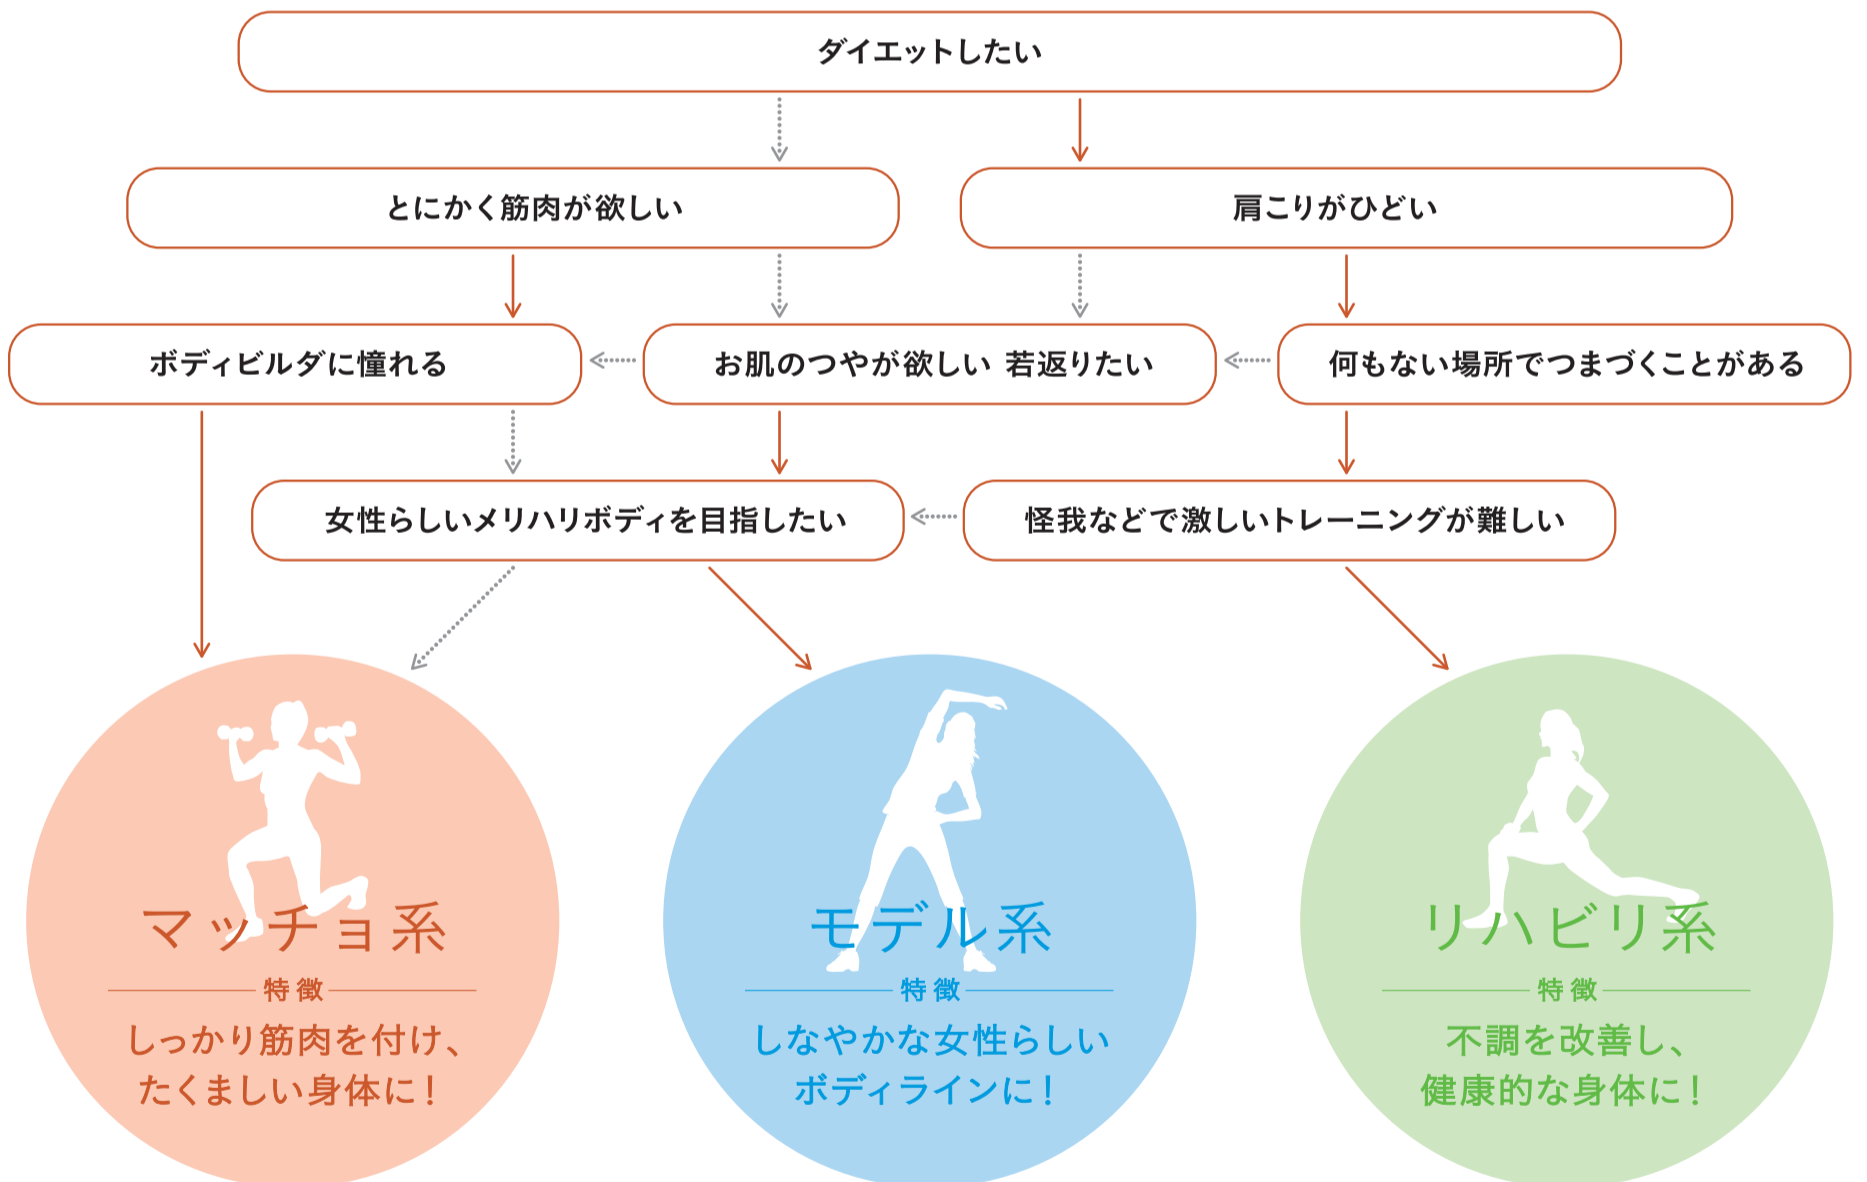 ダイエットしたい
とにかく筋肉が欲しい
肩こりがひどい
ボディビルダに憧れる
お肌のつやが欲しい 若返りたい
何もない場所でつまづくことがある
女性らしいメリハリボディを目指したい
怪我などで激しいトレーニングが難しい
マッチョ系
特徴
しっかり筋肉を付け、
たくましい身体に！
モデル系
特徴
しなやかな女性らしい
ボディラインに！
リハビリ系
特徴
不調を改善し、
健康的な身体に！